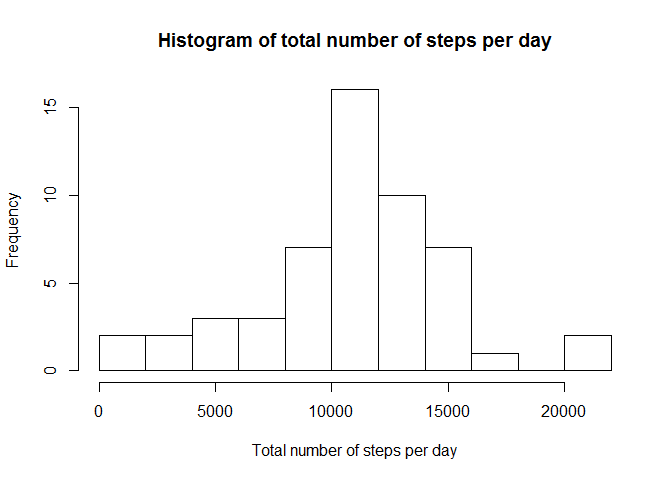 Histogram of total number of steps per day
Frequency
15
10
5
0
0 5000 10000 15000 20000
Total number of steps per day